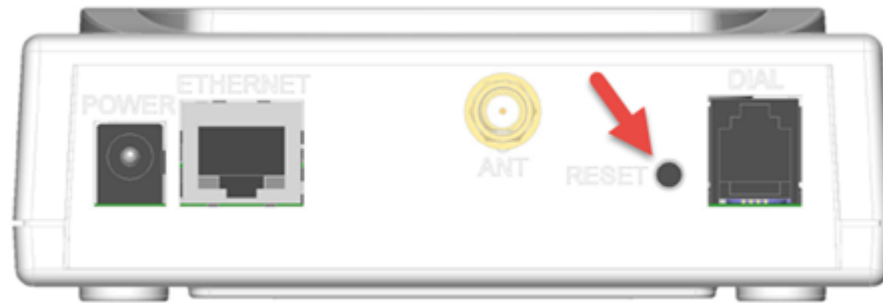 POWER
ETHERNET
ANT
RESET
DIAL